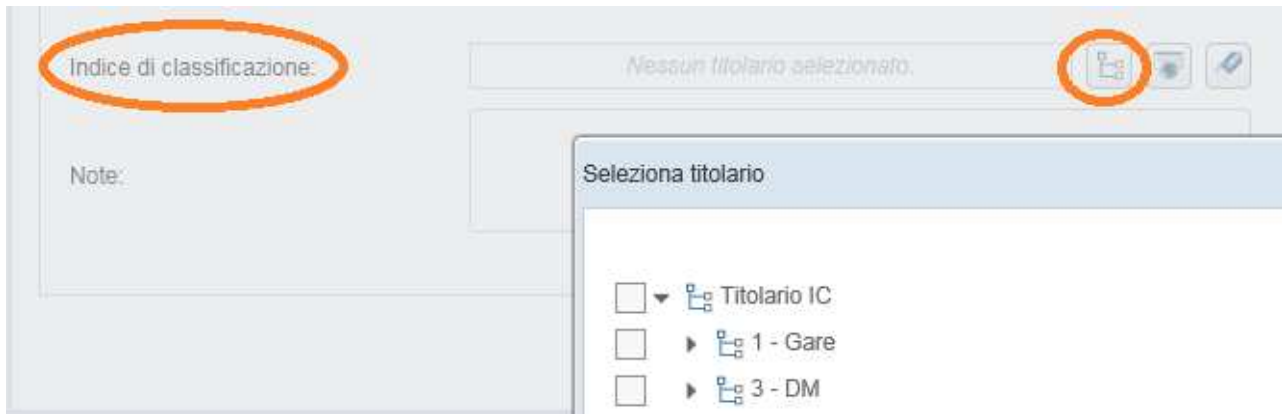 Indice di classificazione:
Nessun titolario selezionato.
Note:
Seleziona titolario
Titolario IC
1 - Gare
3 - DM